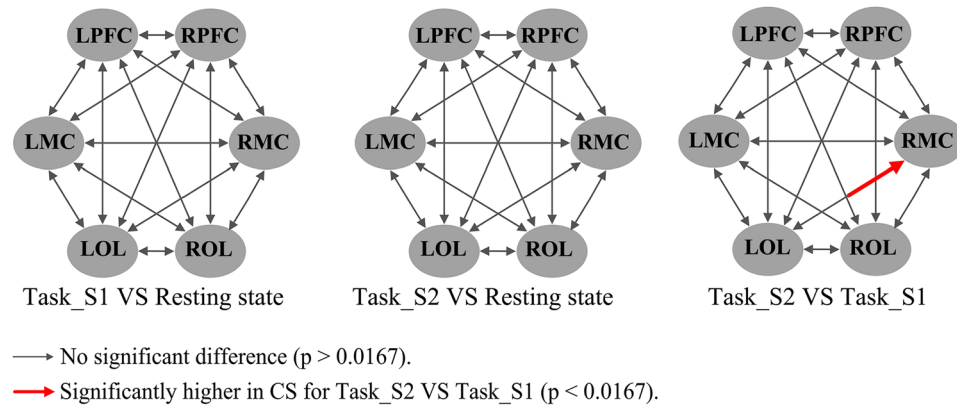 LPFC RPFC LPFC RPFC LPFC RPFC
LMC RMC LMC RMC LMC RMC
LOL ROL LOL ROL LOL ROL
Task_S1 VS Resting state Task_S2 VS Resting state Task_S2 VS Task_S1
No significant difference (p > 0.0167).
Significantly higher in CS for Task_S2 VS Task_S1 (p < 0.0167).